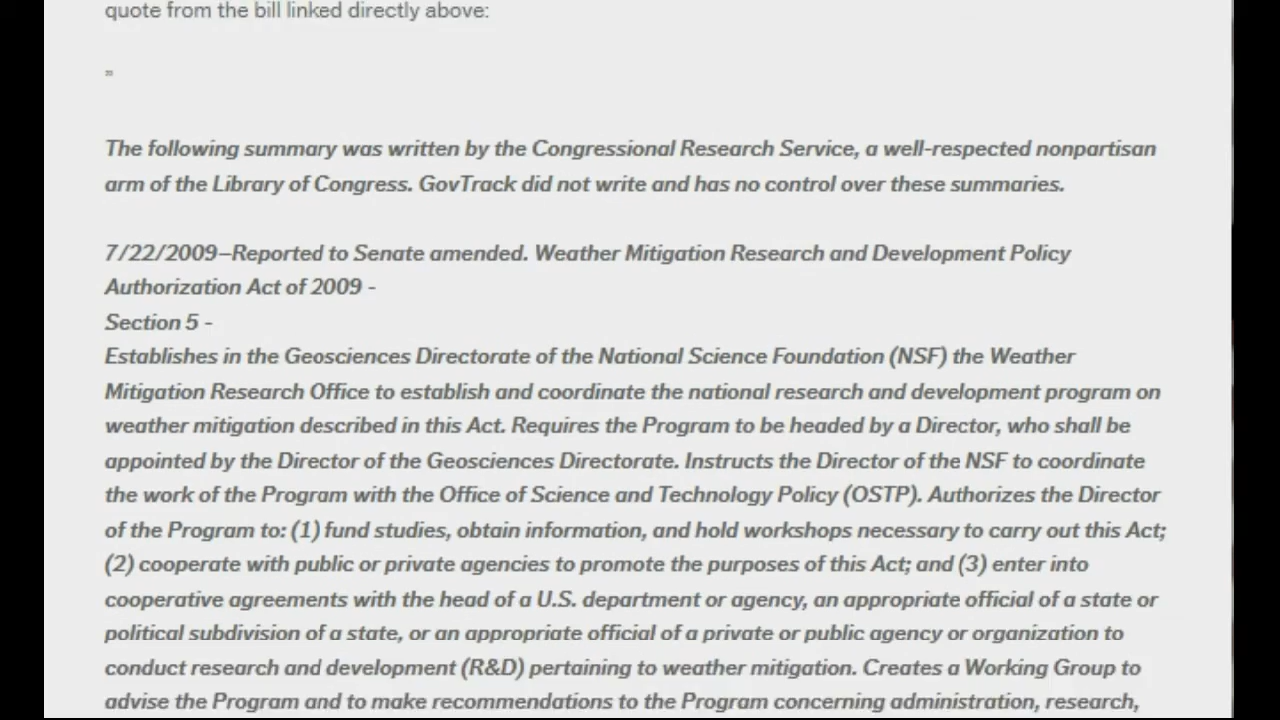 quote from the bill linked directly above:
"
The following summary was written by the Congressional Research Service, a well-respected nonpartisan
arm of the Library of Congress. GovTrack did not write and has no control over these summaries.
7/22/2009–Reported to Senate amended. Weather Mitigation Research and Development Policy
Authorization Act of 2009 -
Section 5 -
Establishes in the Geosciences Directorate of the National Science Foundation (NSF) the Weather
Mitigation Research Office to establish and coordinate the national research and development program on
weather mitigation described in this Act. Requires the Program to be headed by a Director, who shall be
appointed by the Director of the Geosciences Directorate. Instructs the Director of the NSF to coordinate
the work of the Program with the Office of Science and Technology Policy (OSTP). Authorizes the Director
of the Program to: (1) fund studies, obtain information, and hold workshops necessary to carry out this Act;
(2) cooperate with public or private agencies to promote the purposes of this Act; and (3) enter into
cooperative agreements with the head of a U.S. department or agency, an appropriate official of a state or
political subdivision of a state, or an appropriate official of a private or public agency or organization to
conduct research and development (R&D) pertaining to weather mitigation. Creates a Working Group to
advise the Program and to make recommendations to the Program concerning administration, research,